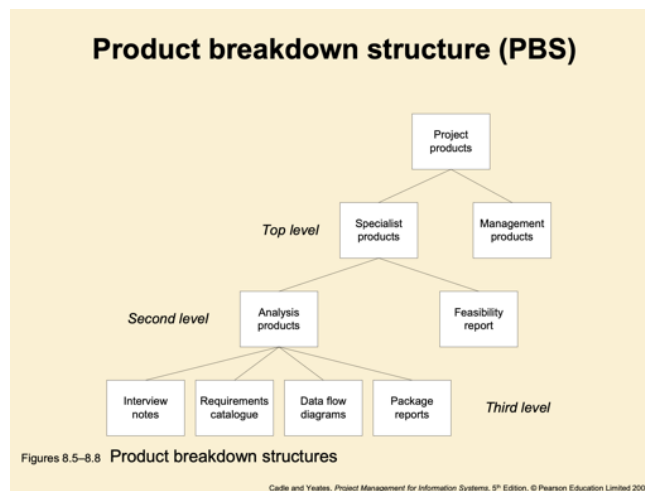 Product breakdown structure (PBS)
Project
products
Top level
Specialist
products
Management
products
Second level
Analysis
products
Feasibility
report
Interview
notes
Requirements
catalogue
Data flow
diagrams
Package
reports
Third level
Figures 8.5–8.8 Product breakdown structures
Cadle and Yeates, Project Management for Information Systems, 5th Edition, © Pearson Education Limited 200